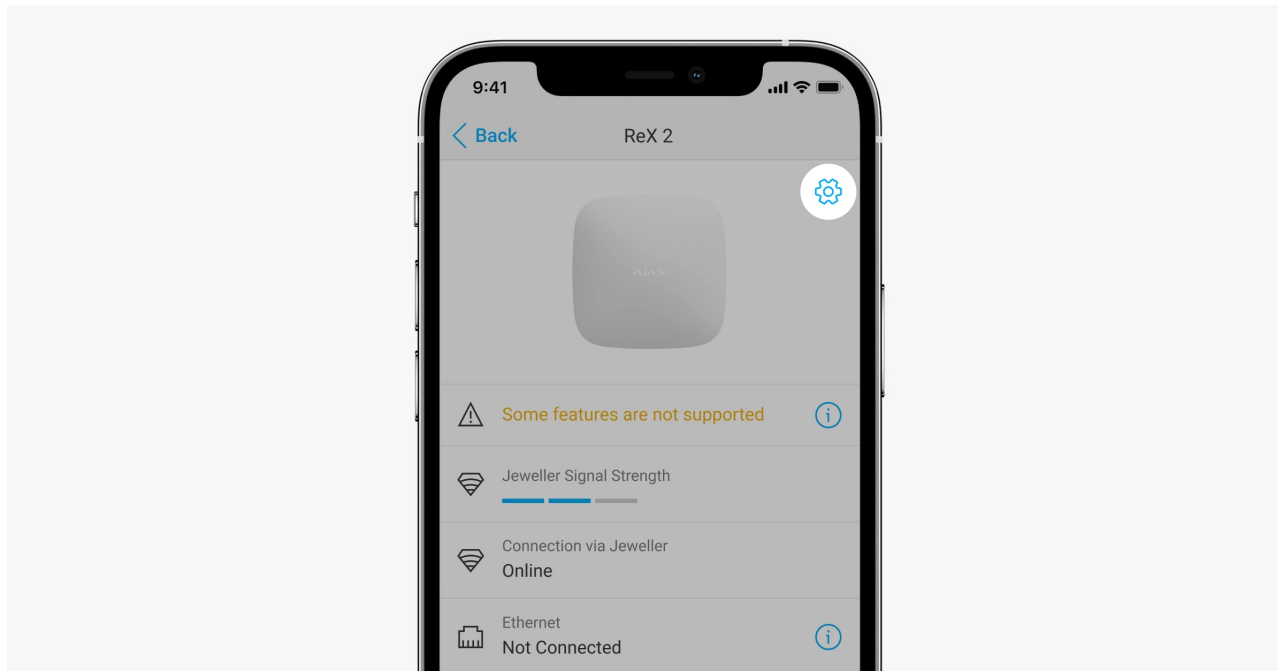 9:41
Back
ReX 2
AJAX
Some features are not supported
Jeweller Signal Strength
Connection via Jeweller
Online
Ethernet
Not Connected